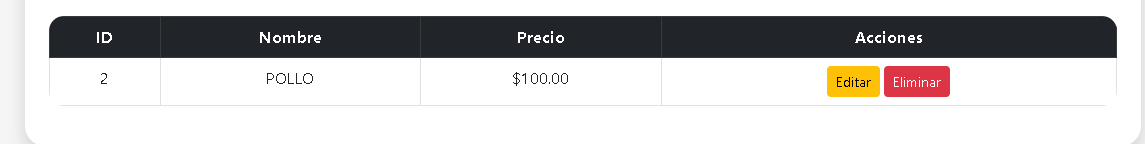 ID Nombre Precio Acciones
2 POLLO $100.00 Editar Eliminar